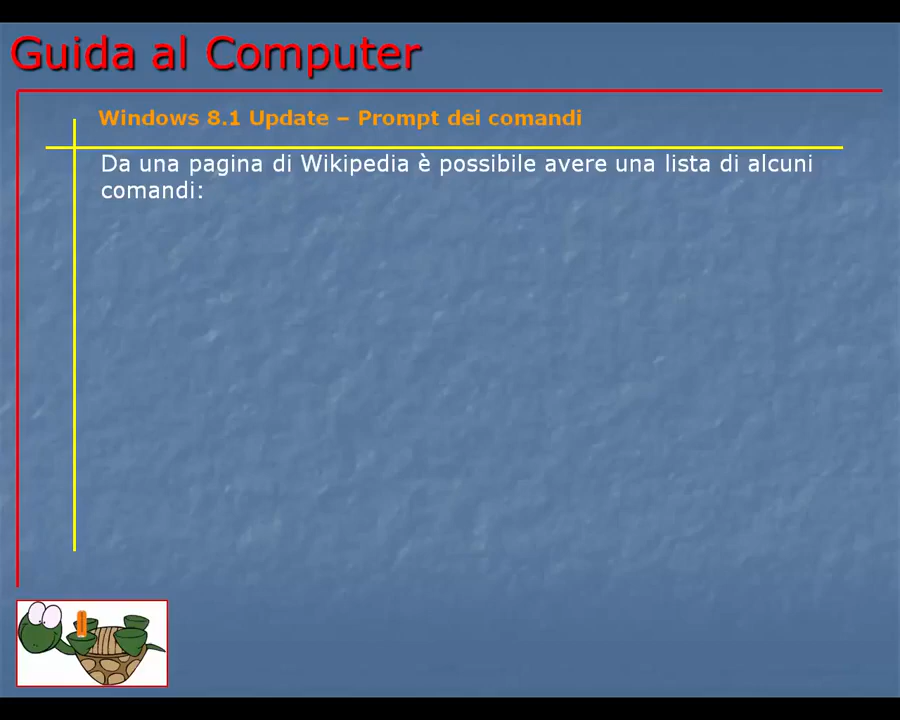 Guida al Computer
Windows 8.1 Update – Prompt dei comandi
Da una pagina di Wikipedia è possibile avere una lista di alcuni
comandi: